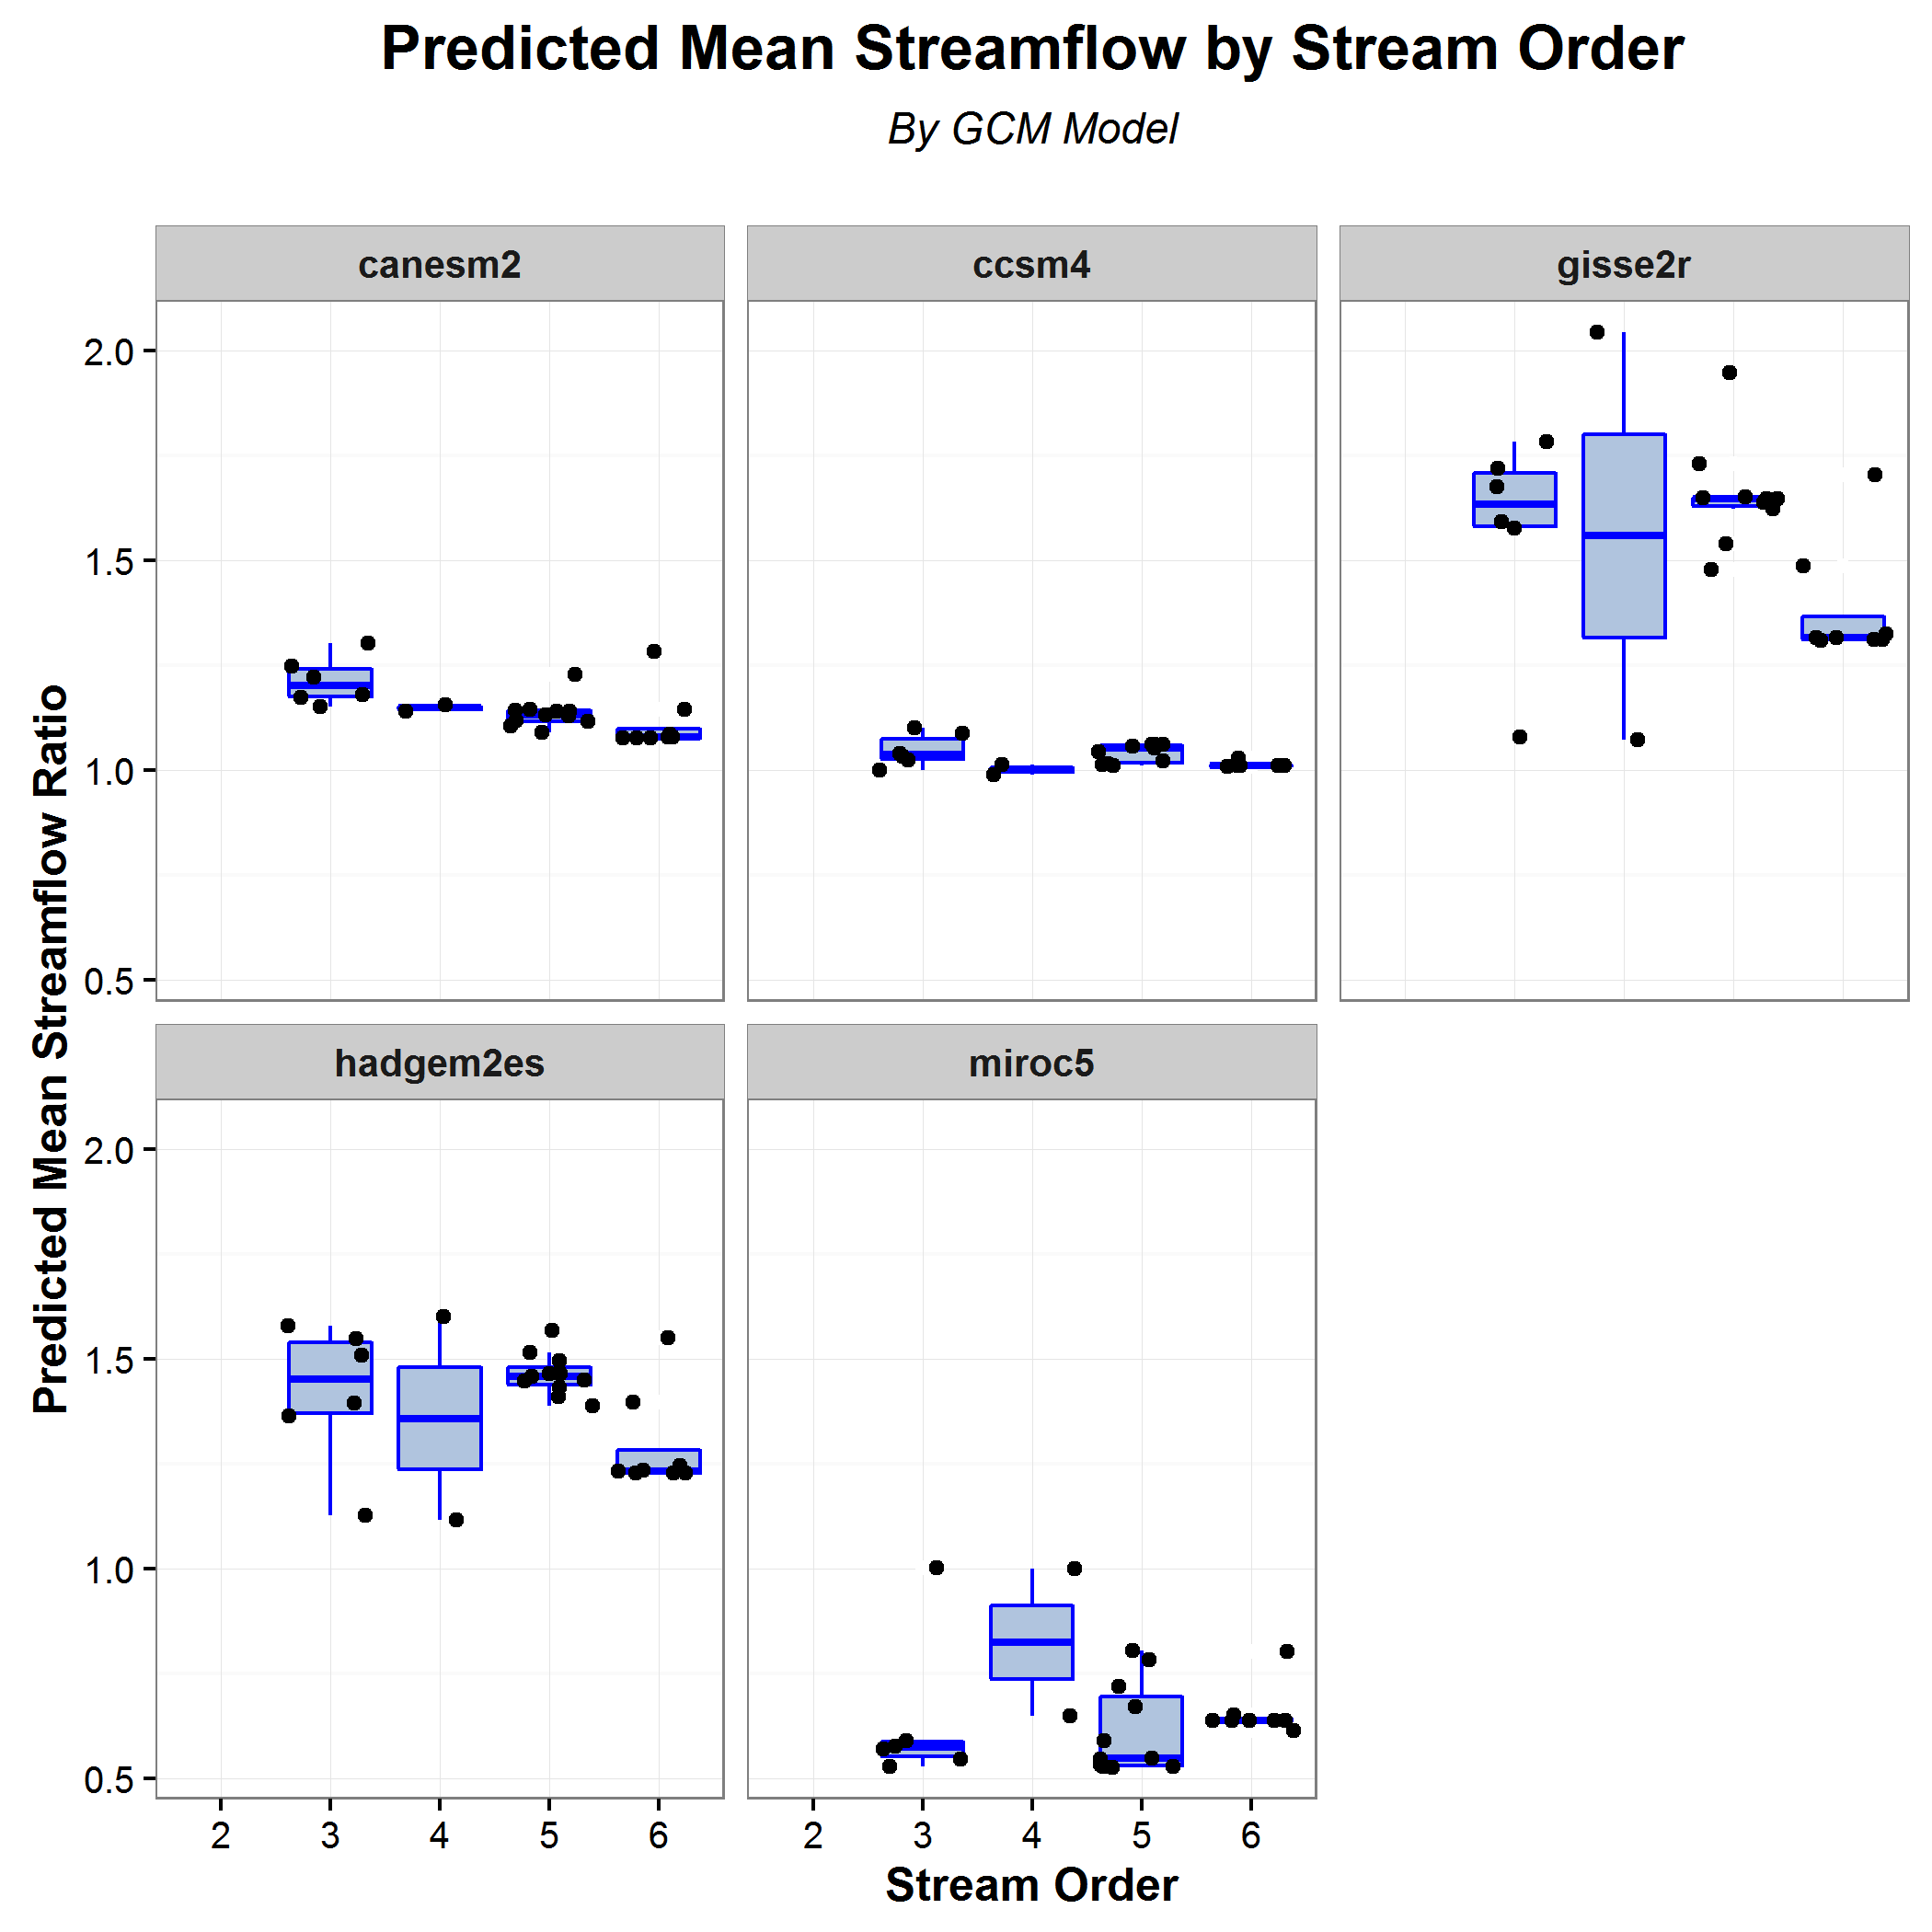 Predicted Mean Streamflow by Stream Order
By GCM Model
canesm2
ccsm4
gisse2r
2.0
1.5
1.0
0.5
Predicted Mean Streamflow Ratio
hadgem2es
miroc5
2.0
1.5
1.0
0.5
2 3 4 5 6
2 3 4 5 6
Stream Order